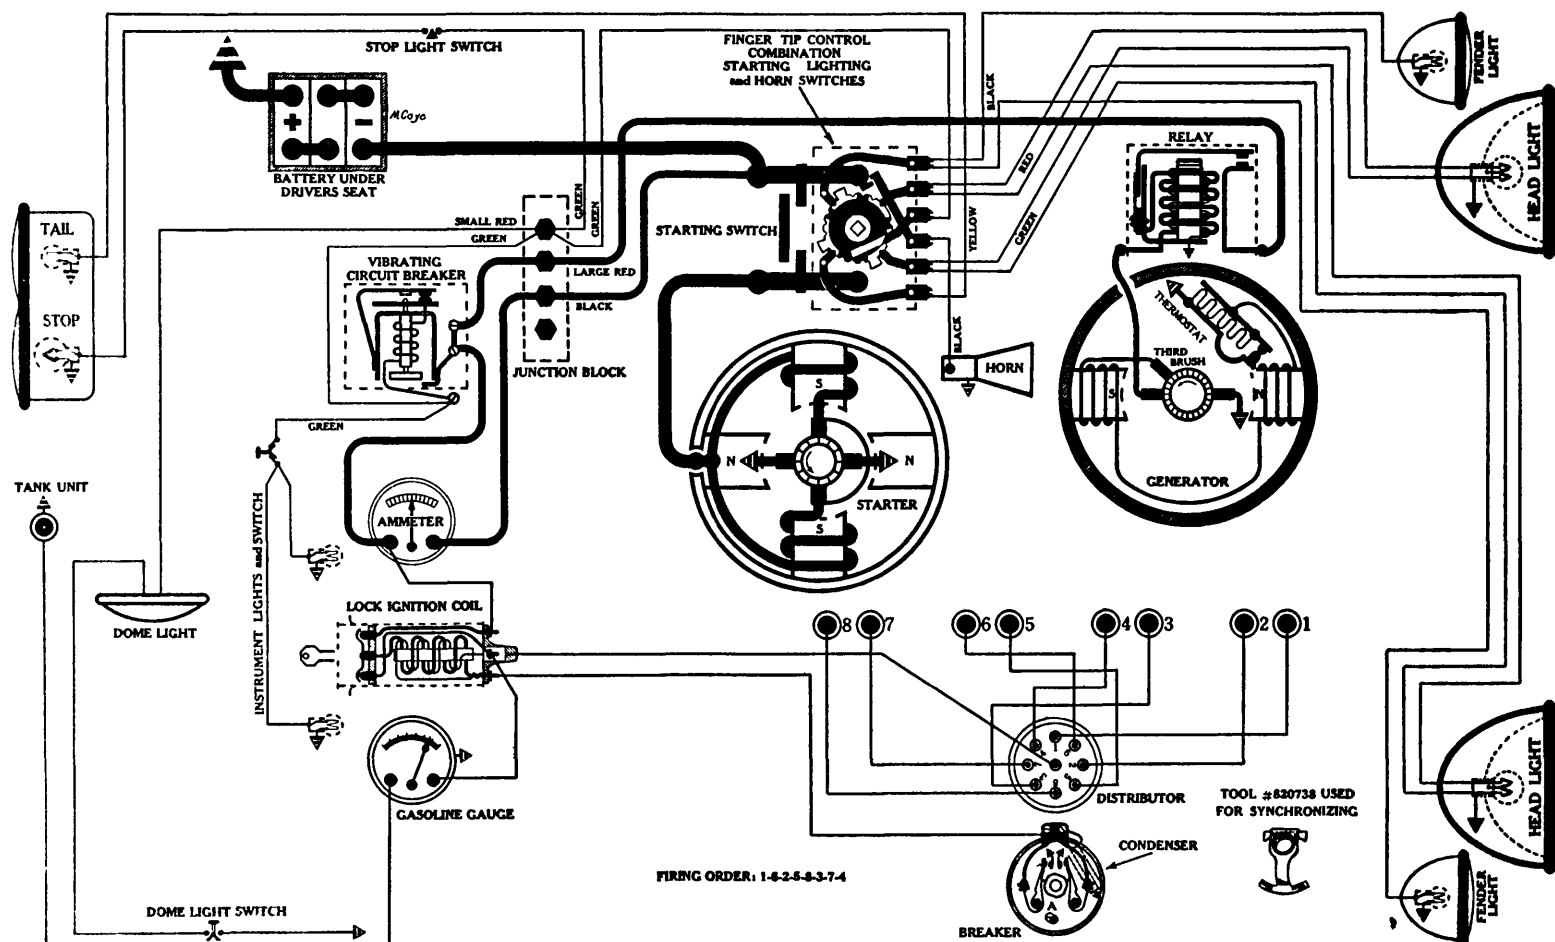 STOP LIGHT SWITCH
FINGER TIP CONTROL
COMBINATION
STARTING LIGHTING
and HORN SWITCHES
BLACK
FENDER
LIGHT
+
−
MCoyo
BATTERY UNDER
DRIVERS SEAT
RELAY
RED
HEAD LIGHT
GREEN
GREEN
SMALL RED
GREEN
STARTING SWITCH
YELLOW
GREEN
TAIL
VIBRATING
CIRCUIT BREAKER
LARGE RED
BLACK
THERMOSTAT
STOP
BLACK
HORN
JUNCTION BLOCK
THIRD
BRUSH
S
S
N
GREEN
N
N
GENERATOR
STARTER
TANK UNIT
AMMETER
S
INSTRUMENT LIGHTS and SWITCH
LOCK IGNITION COIL
DOME LIGHT
8
7
6
5
4
3
2
1
HEAD LIGHT
GASOLINE GAUGE
DISTRIBUTOR
TOOL #820738 USED
FOR SYNCHRONIZING
CONDENSER
FIRING ORDER: 1-6-2-5-8-3-7-4
A
DOME LIGHT SWITCH
BREAKER
FENDER
LIGHT